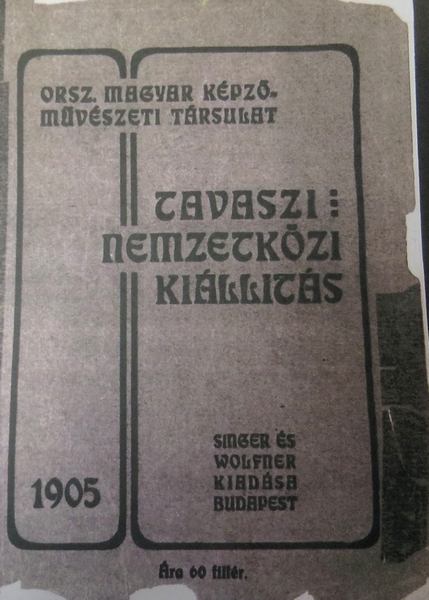 ORSZ. MAGYAR KÉPZŐ-
MŰVÉSZETI TÁRSULAT
TAVASZI
NEMZETKÖZI
KIÁLLITÁS
SINGER ÉS
WOLFNER
KIADÁSA
BUDAPEST
1905
Ára 60 fillér.